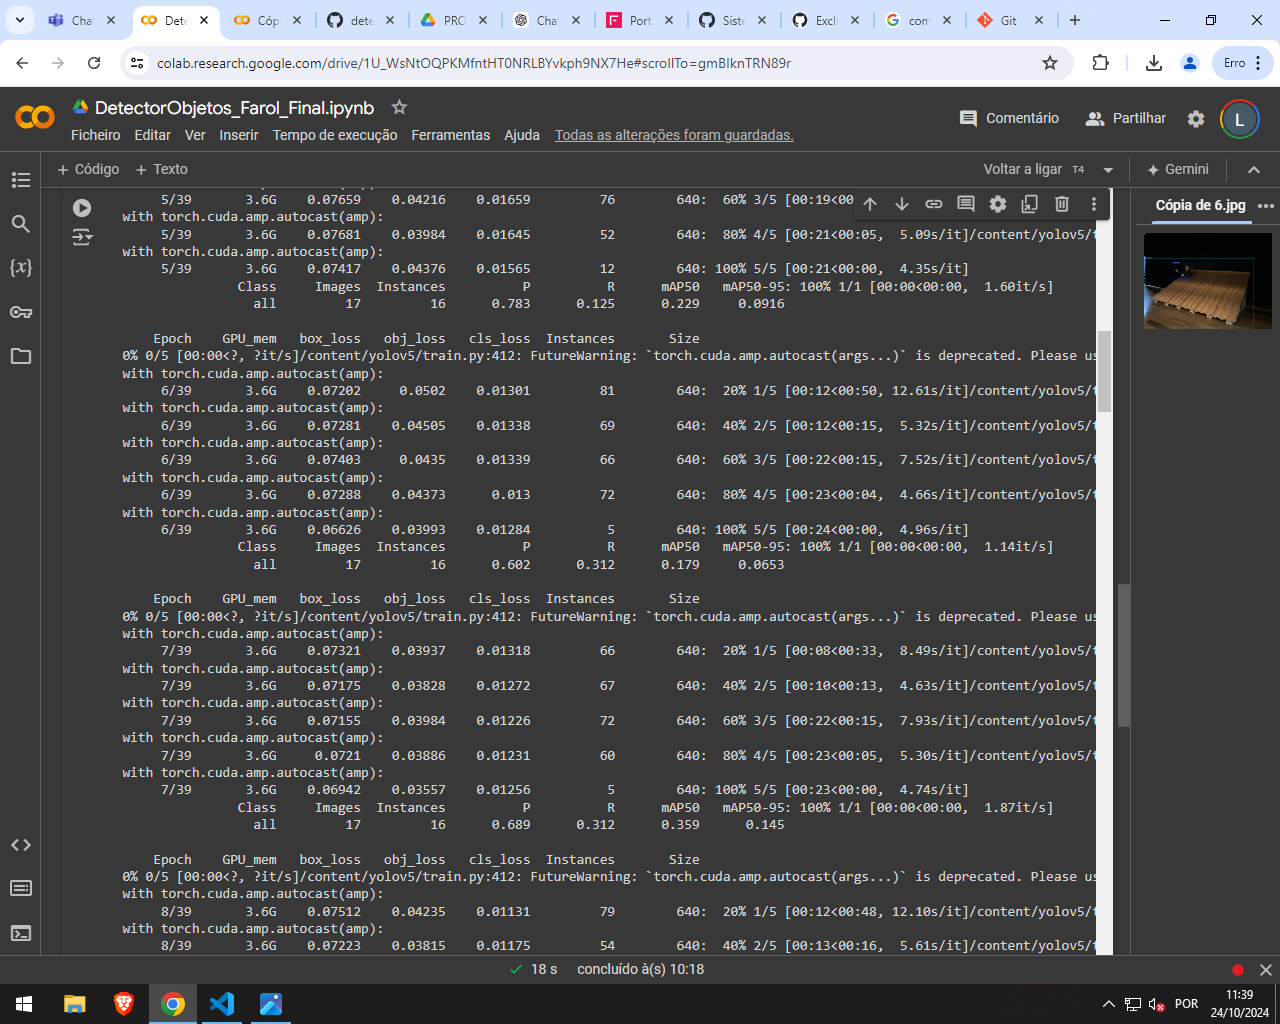 Chat
Dete
Cóp
dete
PRO
Chat
Port
Siste
Excl
com
Git -
colab.research.google.com/drive/1U_WsNtOQPKMfntHT0NRLBYvkph9NX7He#scrollTo=gmBIknTRN89r
Erro
DetectorObjetos_Farol_Final.ipynb
Comentário
Partilhar
L
Ficheiro Editar Ver Inserir Tempo de execução Ferramentas Ajuda Todas as alterações foram guardadas.
+ Código + Texto
Voltar a ligar T4
Gemini
Cópia de 6.jpg
5/39 3.6G 0.07659 0.04216 0.01659 76 640: 60% 3/5 [00:19<0
with torch.cuda.amp.autocast(amp):
5/39 3.6G 0.07681 0.03984 0.01645 52 640: 80% 4/5 [00:21<00:05, 5.09s/it]/content/yolov5/t
with torch.cuda.amp.autocast(amp):
5/39 3.6G 0.07417 0.04376 0.01565 12 640: 100% 5/5 [00:21<00:00, 4.35s/it]
Class Images Instances P R mAP50 mAP50-95: 100% 1/1 [00:00<00:00, 1.60it/s]
all 17 16 0.783 0.125 0.229 0.0916
Epoch GPU_mem box_loss obj_loss cls_loss Instances Size
0% 0/5 [00:00<?, ?it/s]/content/yolov5/train.py:412: FutureWarning: `torch.cuda.amp.autocast(args...)` is deprecated. Please us
with torch.cuda.amp.autocast(amp):
6/39 3.6G 0.07202 0.0502 0.01301 81 640: 20% 1/5 [00:12<00:50, 12.61s/it]/content/yolov5/t
with torch.cuda.amp.autocast(amp):
6/39 3.6G 0.07281 0.04505 0.01338 69 640: 40% 2/5 [00:12<00:15, 5.32s/it]/content/yolov5/t
with torch.cuda.amp.autocast(amp):
6/39 3.6G 0.07403 0.0435 0.01339 66 640: 60% 3/5 [00:22<00:15, 7.52s/it]/content/yolov5/t
with torch.cuda.amp.autocast(amp):
6/39 3.6G 0.07288 0.04373 0.013 72 640: 80% 4/5 [00:23<00:04, 4.66s/it]/content/yolov5/t
with torch.cuda.amp.autocast(amp):
6/39 3.6G 0.06626 0.03993 0.01284 5 640: 100% 5/5 [00:24<00:00, 4.96s/it]
Class Images Instances P R mAP50 mAP50-95: 100% 1/1 [00:00<00:00, 1.14it/s]
all 17 16 0.602 0.312 0.179 0.0653
Epoch GPU_mem box_loss obj_loss cls_loss Instances Size
0% 0/5 [00:00<?, ?it/s]/content/yolov5/train.py:412: FutureWarning: `torch.cuda.amp.autocast(args...)` is deprecated. Please us
with torch.cuda.amp.autocast(amp):
7/39 3.6G 0.07321 0.03937 0.01318 66 640: 20% 1/5 [00:08<00:33, 8.49s/it]/content/yolov5/t
with torch.cuda.amp.autocast(amp):
7/39 3.6G 0.07175 0.03828 0.01272 67 640: 40% 2/5 [00:10<00:13, 4.63s/it]/content/yolov5/t
with torch.cuda.amp.autocast(amp):
7/39 3.6G 0.07155 0.03984 0.01226 72 640: 60% 3/5 [00:22<00:15, 7.93s/it]/content/yolov5/t
with torch.cuda.amp.autocast(amp):
7/39 3.6G 0.0721 0.03886 0.01231 60 640: 80% 4/5 [00:23<00:05, 5.30s/it]/content/yolov5/t
with torch.cuda.amp.autocast(amp):
7/39 3.6G 0.06942 0.03557 0.01256 5 640: 100% 5/5 [00:23<00:00, 4.74s/it]
Class Images Instances P R mAP50 mAP50-95: 100% 1/1 [00:00<00:00, 1.87it/s]
all 17 16 0.689 0.312 0.359 0.145
Epoch GPU_mem box_loss obj_loss cls_loss Instances Size
0% 0/5 [00:00<?, ?it/s]/content/yolov5/train.py:412: FutureWarning: `torch.cuda.amp.autocast(args...)` is deprecated. Please us
with torch.cuda.amp.autocast(amp):
8/39 3.6G 0.07512 0.04235 0.01131 79 640: 20% 1/5 [00:12<00:48, 12.10s/it]/content/yolov5/t
with torch.cuda.amp.autocast(amp):
8/39 3.6G 0.07223 0.03815 0.01175 54 640: 40% 2/5 [00:13<00:16, 5.61s/it]/content/yolov5/t
18 s concluído à(s) 10:18
POR
11:39
24/10/2024